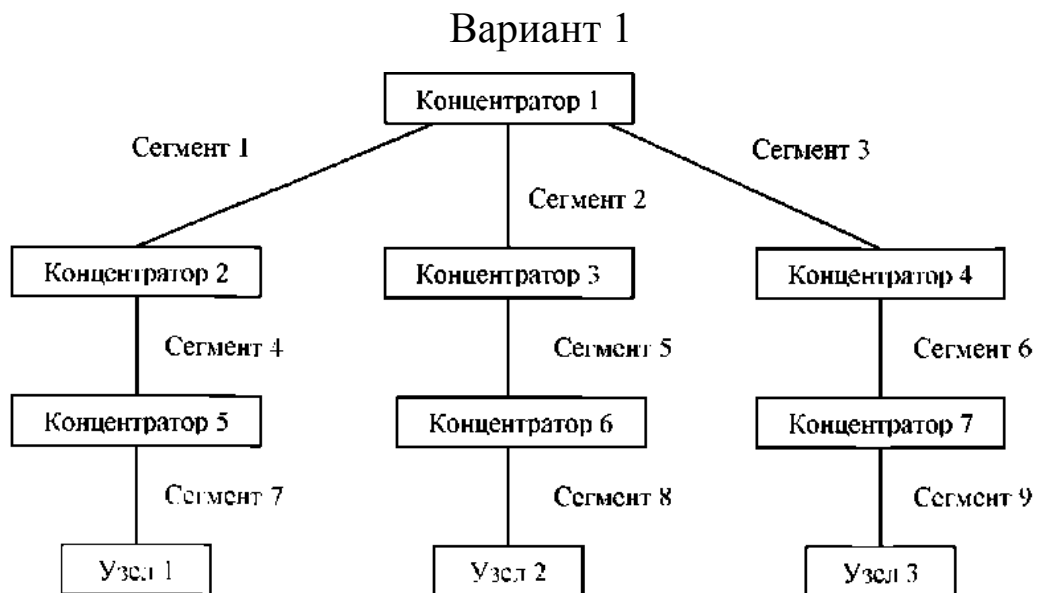 Вариант 1
Концентратор 1
Сегмент 1
Сегмент 3
Сегмент 2
Концентратор 2
Концентратор 3
Концентратор 4
Сегмент 4
Сегмент 5
Сегмент 6
Концентратор 5
Концентратор 6
Концентратор 7
Сегмент 7
Сегмент 8
Сегмент 9
Узел 1
Узел 2
Узел 3